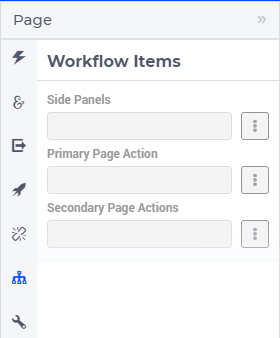 Page
Workflow Items
Side Panels
Primary Page Action
Secondary Page Actions